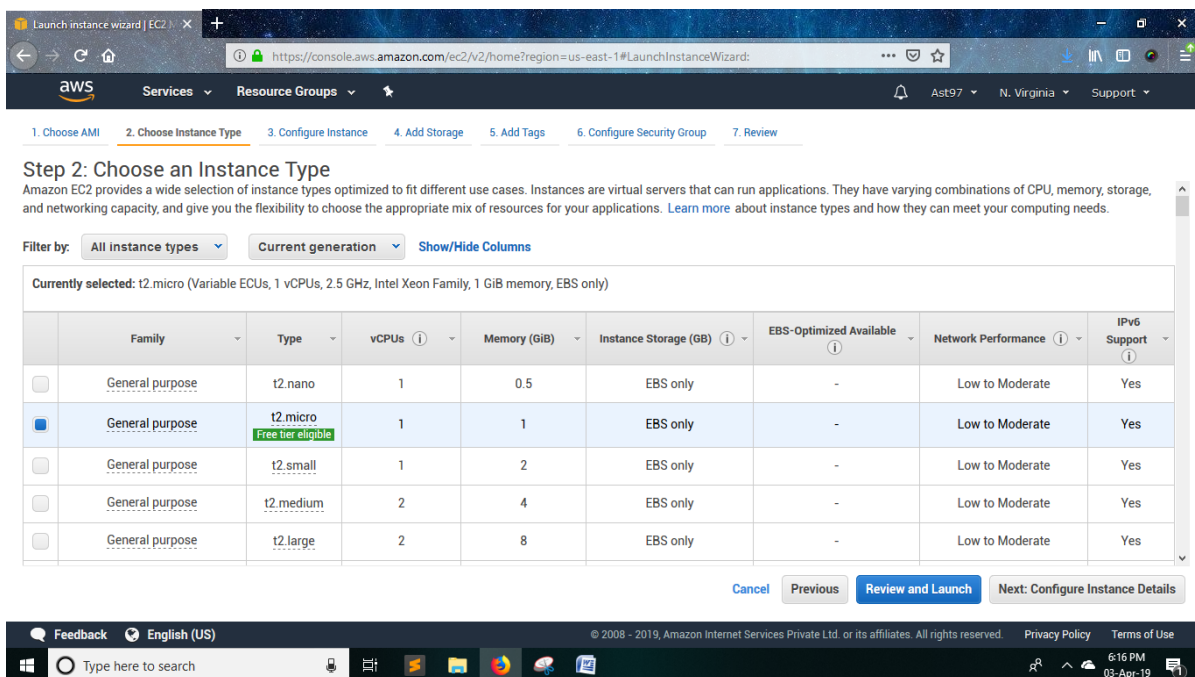 Launch instance wizard | EC2 M
https://console.aws.amazon.com/ec2/v2/home?region=us-east-1#LaunchInstanceWizard:
aws Services Resource Groups Ast97 N. Virginia Support
1. Choose AMI 2. Choose Instance Type 3. Configure Instance 4. Add Storage 5. Add Tags 6. Configure Security Group 7. Review
Step 2: Choose an Instance Type
Amazon EC2 provides a wide selection of instance types optimized to fit different use cases. Instances are virtual servers that can run applications. They have varying combinations of CPU, memory, storage,
and networking capacity, and give you the flexibility to choose the appropriate mix of resources for your applications. Learn more about instance types and how they can meet your computing needs.
Filter by: All instance types Current generation Show/Hide Columns
Currently selected: t2.micro (Variable ECUs, 1 vCPUs, 2.5 GHz, Intel Xeon Family, 1 GiB memory, EBS only)
Family Type vCPUs Memory (GiB) Instance Storage (GB) EBS-Optimized Available Network Performance IPv6 Support
General purpose t2.nano 1 0.5 EBS only - Low to Moderate Yes
General purpose t2.micro Free tier eligible 1 1 EBS only - Low to Moderate Yes
General purpose t2.small 1 2 EBS only - Low to Moderate Yes
General purpose t2.medium 2 4 EBS only - Low to Moderate Yes
General purpose t2.large 2 8 EBS only - Low to Moderate Yes
Cancel Previous Review and Launch Next: Configure Instance Details
Feedback English (US) © 2008 - 2019, Amazon Internet Services Private Ltd. or its affiliates. All rights reserved. Privacy Policy Terms of Use
Type here to search 6:16 PM
03-Apr-19